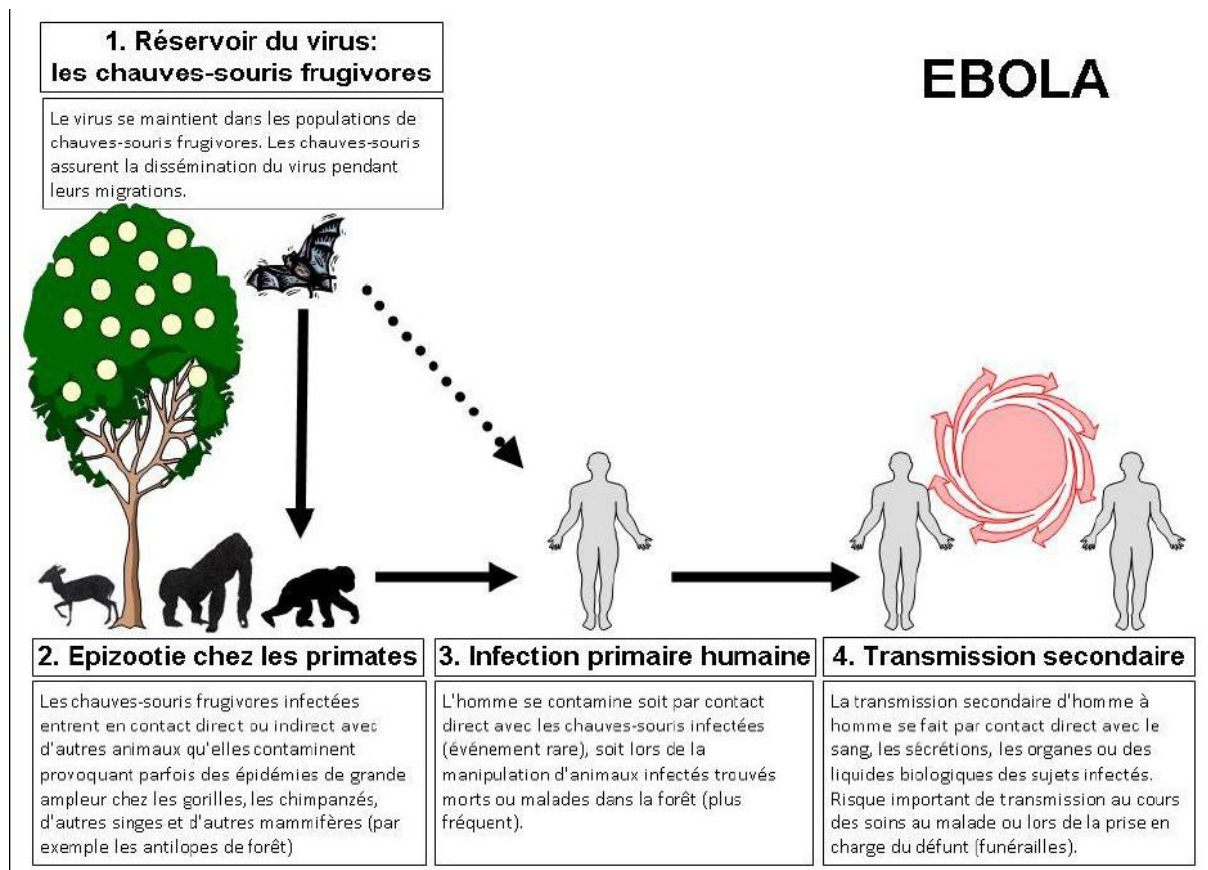 1. Réservoir du virus:
les chauves-souris frugivores
EBOLA
Le virus se maintient dans les populations de
chauves-souris frugivores. Les chauves-souris
assurent la dissémination du virus pendant
leurs migrations.
2. Epizootie chez les primates
Les chauves-souris frugivores infectées
entrent en contact direct ou indirect avec
d'autres animaux qu'elles contaminent
provoquant parfois des épidémies de grande
ampleur chez les gorilles, les chimpanzés,
d'autres singes et d'autres mammifères (par
exemple les antilopes de forêt)
3. Infection primaire humaine
L'homme se contamine soit par contact
direct avec les chauves-souris infectées
(événement rare), soit lors de la
manipulation d'animaux infectés trouvés
morts ou malades dans la forêt (plus
fréquent).
4. Transmission secondaire
La transmission secondaire d'homme à
homme se fait par contact direct avec le
sang, les sécrétions, les organes ou des
liquides biologiques des sujets infectés.
Risque important de transmission au cours
des soins au malade ou lors de la prise en
charge du défunt (funérailles).